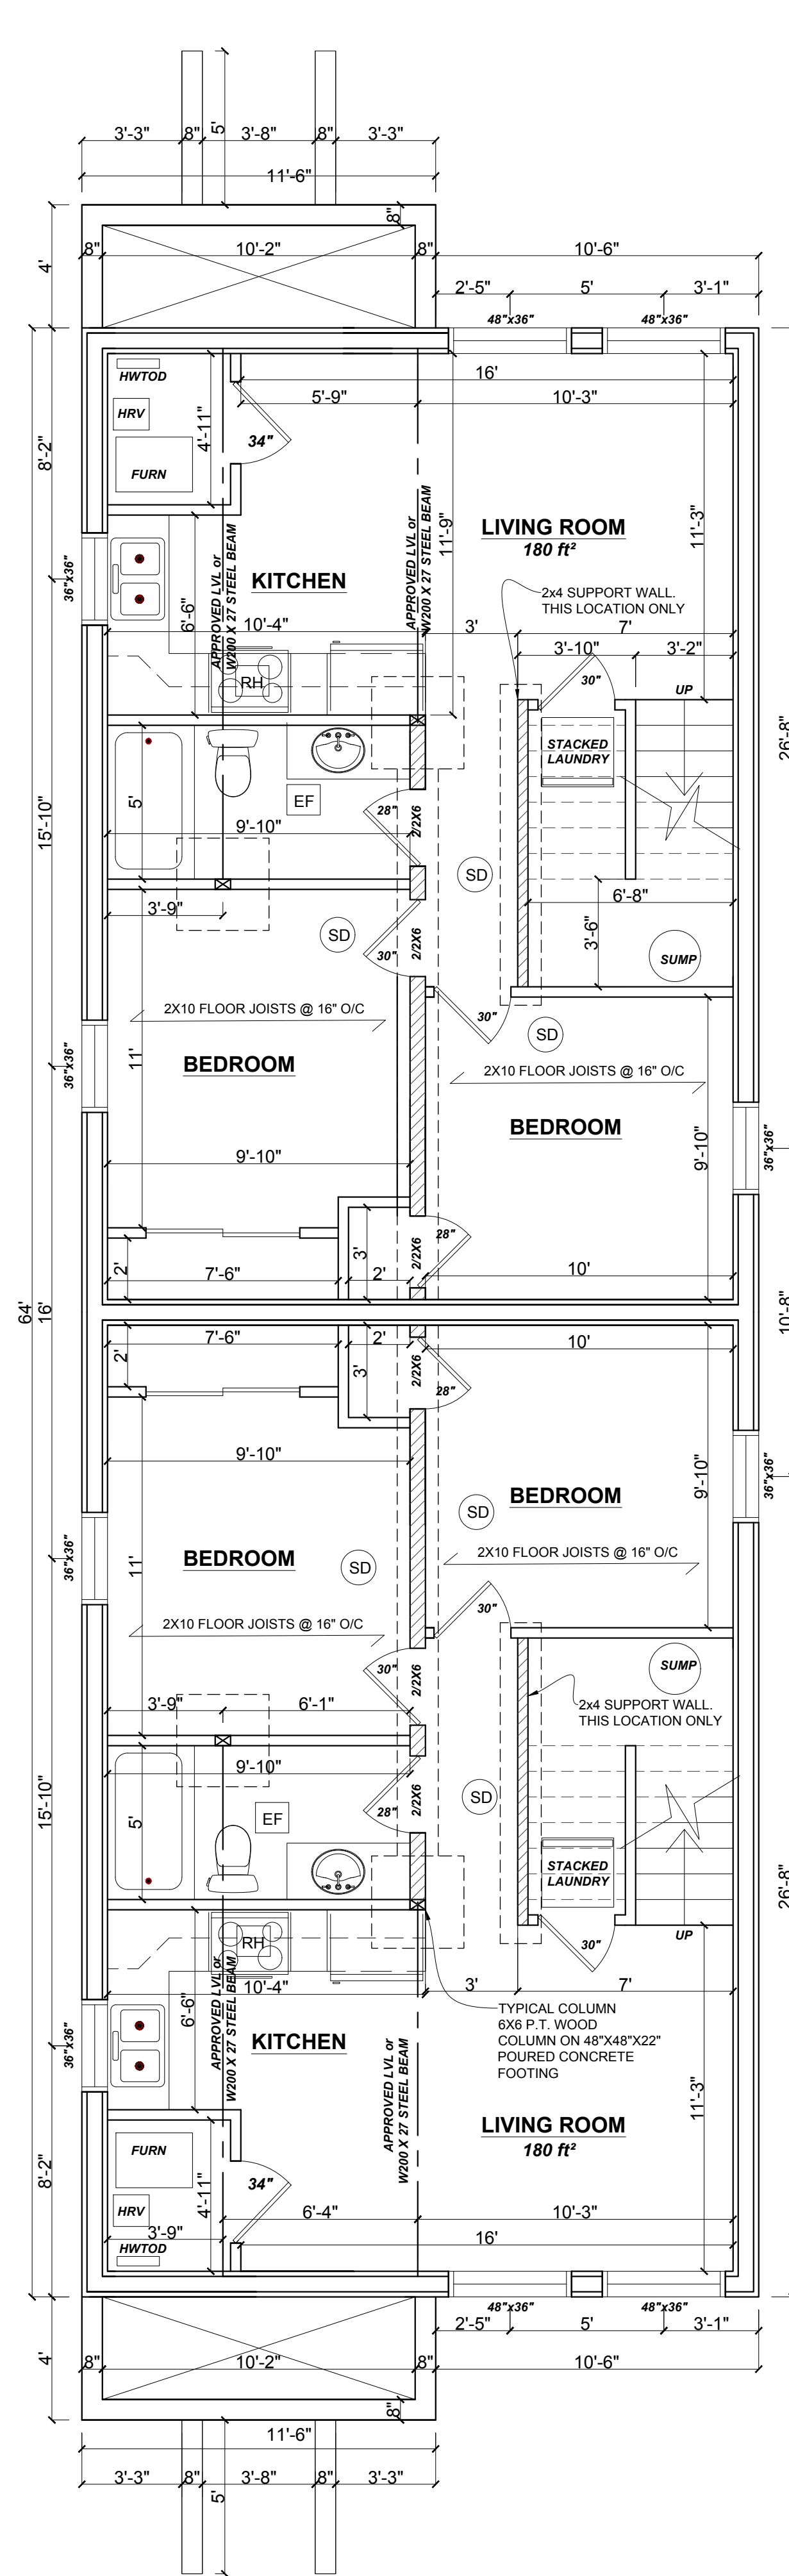 5'
3'-3" 8" 3'-8" 8" 3'-3"
11'-6"
8"
4'
8" 10'-2" 8" 10'-6"
2'-5" 5' 3'-1"
48"x36" 48"x36"
HWTOD
16'
5'-9" 10'-3"
HRV
4'-11"
34"
8'-2"
FURN
APPROVED LVL or
W200 X 27 STEEL BEAM
APPROVED LVL or
W200 X 27 STEEL BEAM
11'-9"
LIVING ROOM
180 ft²
11'-3"
KITCHEN
36"x36"
6'-6"
2x4 SUPPORT WALL.
THIS LOCATION ONLY
10'-4" 3' 7'
3'-10" 3'-2"
RH
30"
UP
STACKED
LAUNDRY
26'-8"
5'
EF
28"
2/2X6
9'-10"
15'-10"
SD
6'-8"
3'-9"
SD
30"
2/2X6
3'-6"
SUMP
2X10 FLOOR JOISTS @ 16" O/C
30"
SD
11'
BEDROOM
36"x36"
2X10 FLOOR JOISTS @ 16" O/C
BEDROOM
9'-10"
36"x36"
9'-10"
28"
2/2X6
3'
2'
7'-6" 2' 10'
64'
16'
10'-8"
7'-6" 2' 10'
2'
3'
2/2X6
28"
9'-10"
9'-10"
36"x36"
BEDROOM
SD
BEDROOM
11'
36"x36"
SD
2X10 FLOOR JOISTS @ 16" O/C
30"
2X10 FLOOR JOISTS @ 16" O/C
30"
2/2X6
SUMP
3'-9" 6'-1"
2x4 SUPPORT WALL.
THIS LOCATION ONLY
9'-10"
15'-10"
5'
EF
28"
2/2X6
SD
STACKED
LAUNDRY
26'-8"
UP
RH
30"
10'-4" 3' 7'
6'-6"
APPROVED LVL or
W200 X 27 STEEL BEAM
TYPICAL COLUMN
6X6 P.T. WOOD
COLUMN ON 48"X48"X22"
POURED CONCRETE
FOOTING
KITCHEN
36"x36"
APPROVED LVL or
W200 X 27 STEEL BEAM
11'-3"
LIVING ROOM
180 ft²
FURN
8'-2"
34"
4'-11"
HRV
3'-9" 6'-4" 10'-3"
HWTOD
16'
48"x36" 48"x36"
2'-5" 5' 3'-1"
4'
8" 10'-2" 8" 10'-6"
8"
11'-6"
3'-3" 8" 3'-8" 8" 3'-3"
5'